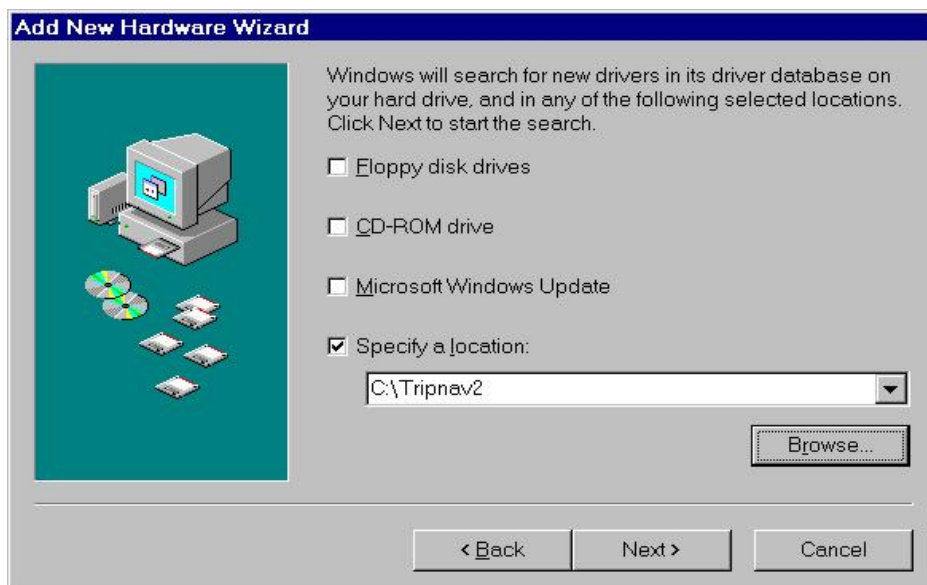 Add New Hardware Wizard
Windows will search for new drivers in its driver database on
your hard drive, and in any of the following selected locations.
Click Next to start the search.
Floppy disk drives
CD-ROM drive
Microsoft Windows Update
Specify a location:
C:\Tripnav2
Browse...
< Back
Next >
Cancel